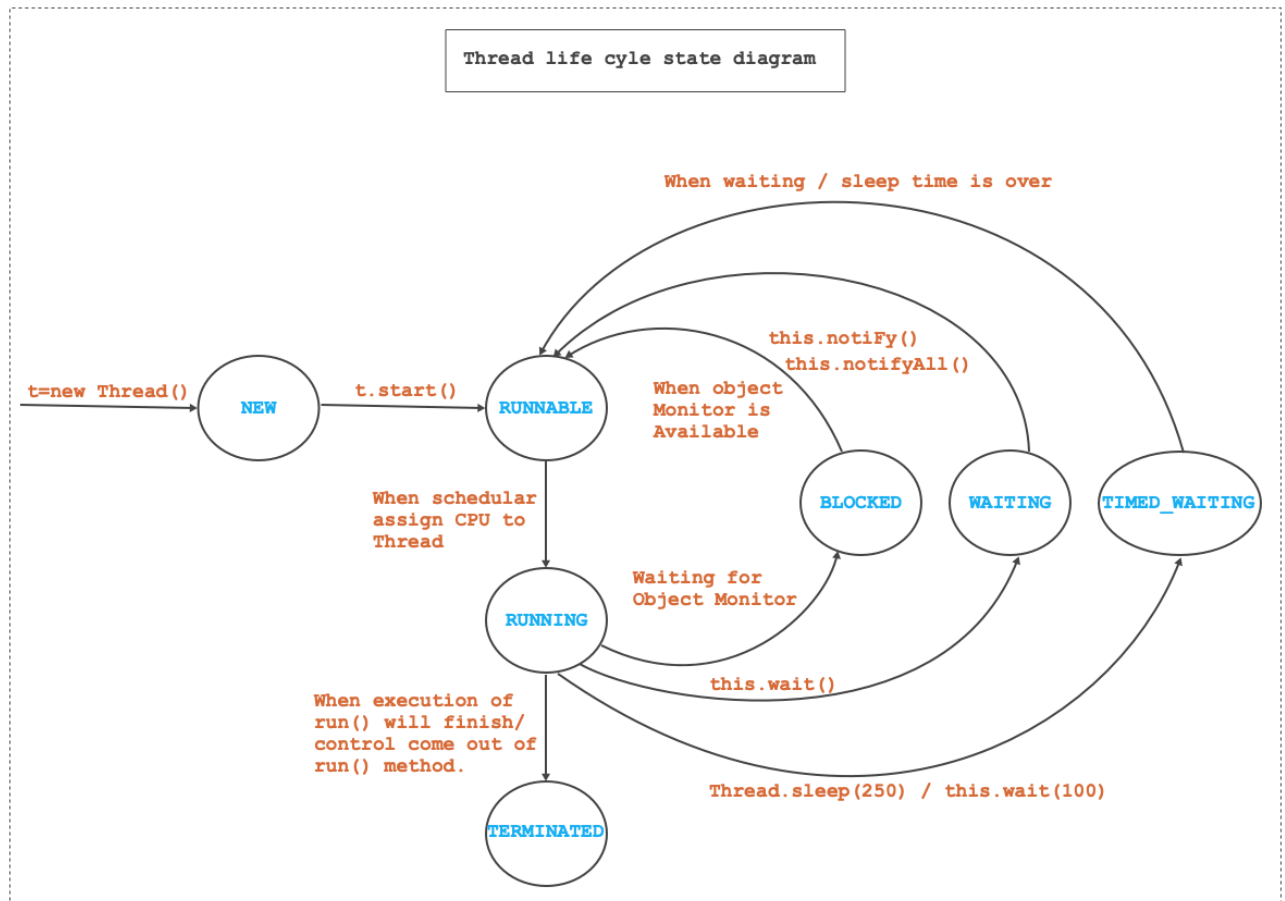 Thread life cyle state diagram
When waiting / sleep time is over
this.notiFy()
this.notifyAll()
When object
Monitor is
Available
t=new Thread()
NEW
t.start()
RUNNABLE
BLOCKED
WAITING
TIMED_WAITING
When schedular
assign CPU to
Thread
Waiting for
Object Monitor
RUNNING
this.wait()
When execution of
run() will finish/
control come out of
run() method.
Thread.sleep(250) / this.wait(100)
TERMINATED